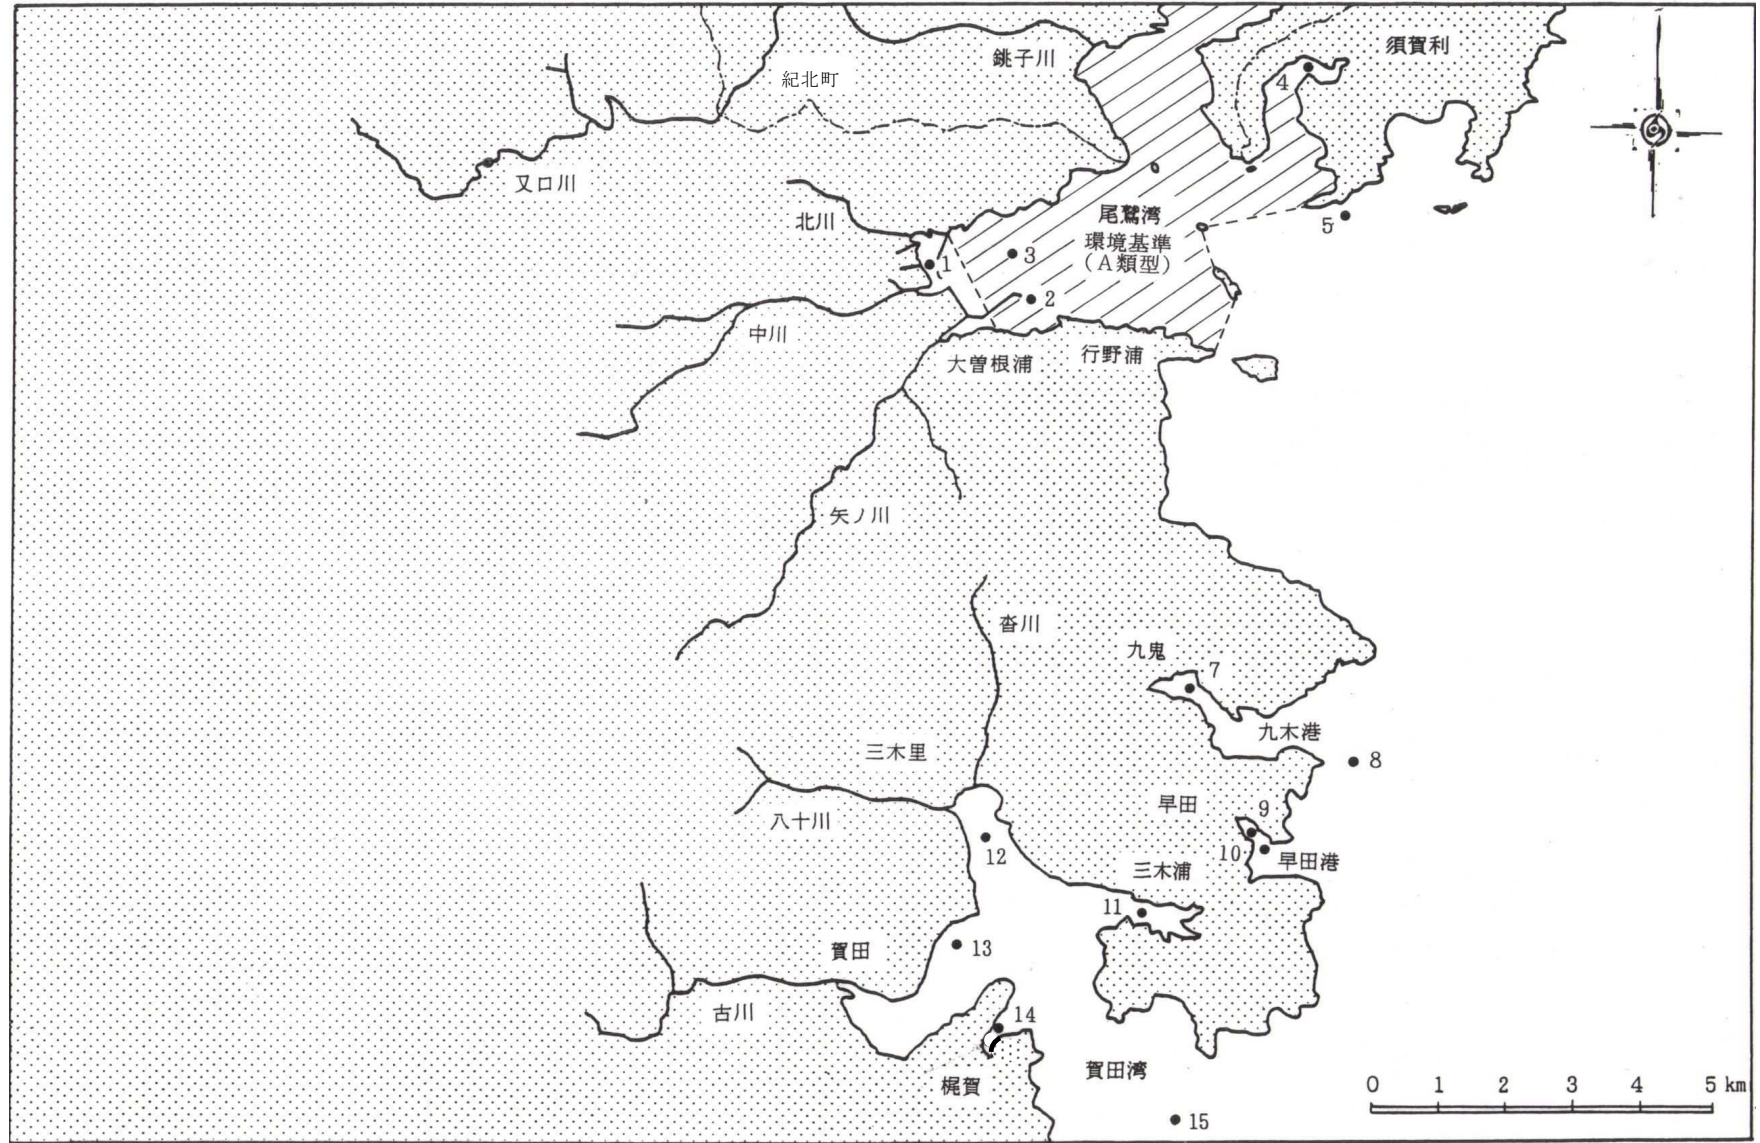 須賀利
銚子川
紀北町
4
又口川
北川
尾鷲湾
環境基準
(A類型)
5
1
3
2
中川
大曽根浦
行野浦
矢ノ川
沓川
九鬼
7
九木港
8
三木里
早田
9
八十川
12
10
早田港
三木浦
11
賀田
13
古川
14
賀田湾
梶賀
0 1 2 3 4 5 km
15